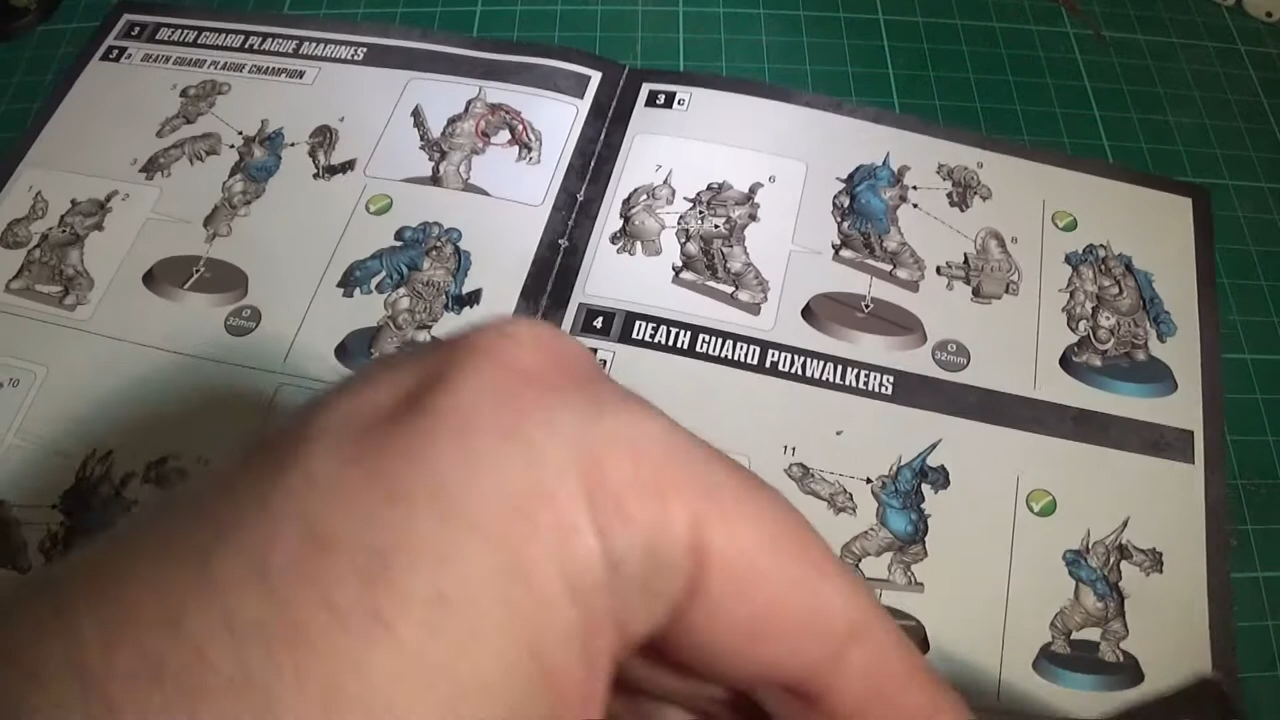 3 DEATH GUARD PLAGUE MARINES
3 a DEATH GUARD PLAGUE CHAMPION
5
4
3
1
2
Ø
32mm
10
3 c
7
6
9
8
Ø
32mm
4 DEATH GUARD POXWALKERS
11